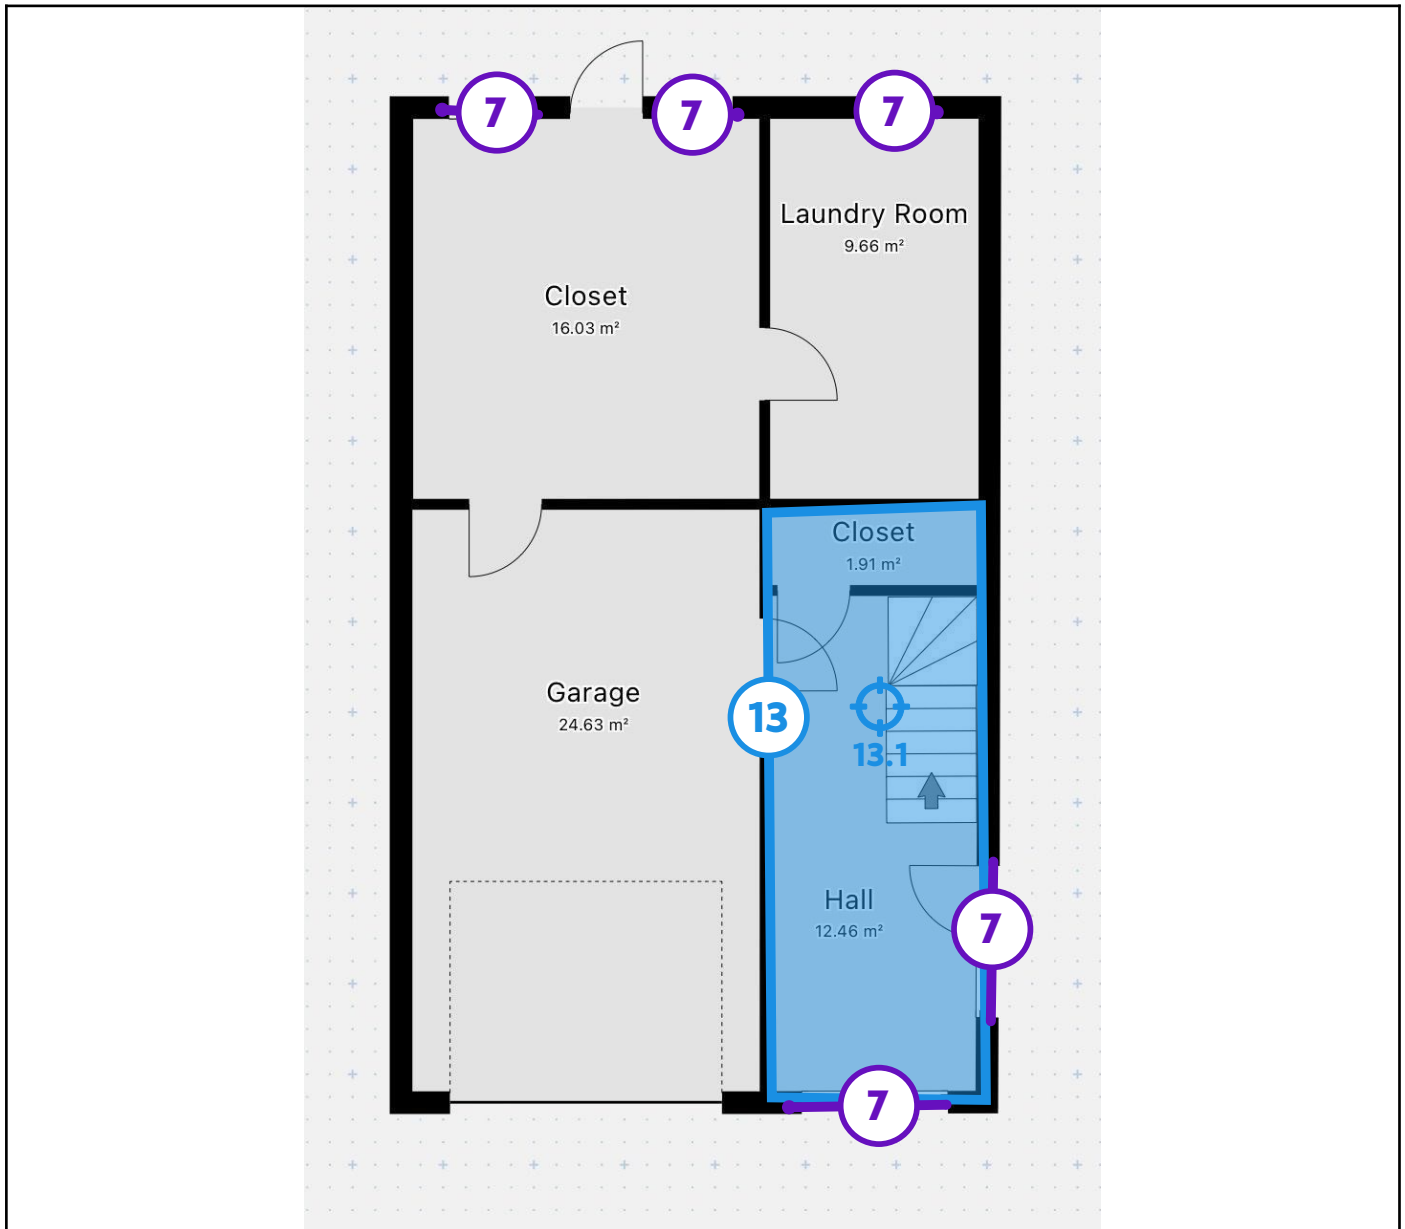 7
7
7
Laundry Room
9.66 m²
Closet
16.03 m²
Closet
1.91 m²
Garage
24.63 m²
13
13.1
Hall
12.46 m²
7
7